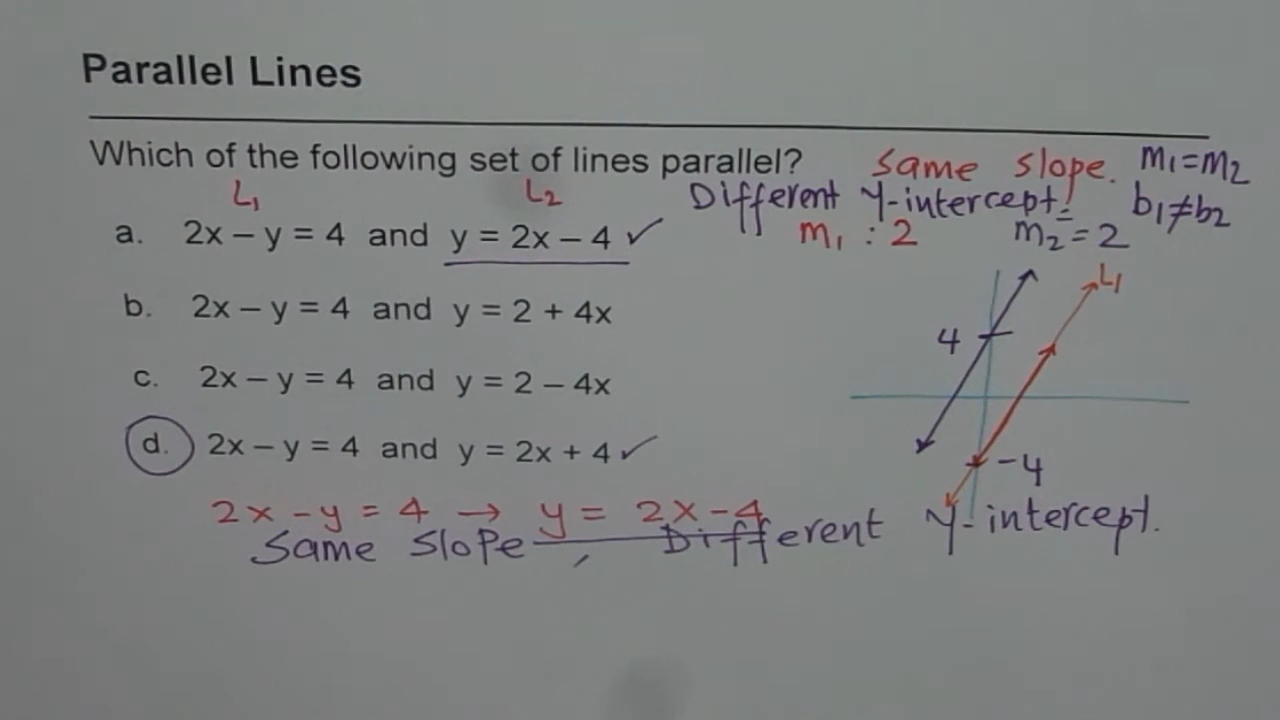 Parallel Lines
Which of the following set of lines parallel? Same slope. m₁=m₂
L₁ L₂ Different Y-intercept! b₁≠b₂
a. 2x – y = 4 and y = 2x – 4 ✓ m₁ : 2 m₂ = 2
b. 2x – y = 4 and y = 2 + 4x
c. 2x – y = 4 and y = 2 – 4x
d. 2x – y = 4 and y = 2x + 4 ✓
L₁
4
-4
2x - y = 4 → y = 2x - 4
Same Slope, Different Y-intercept.